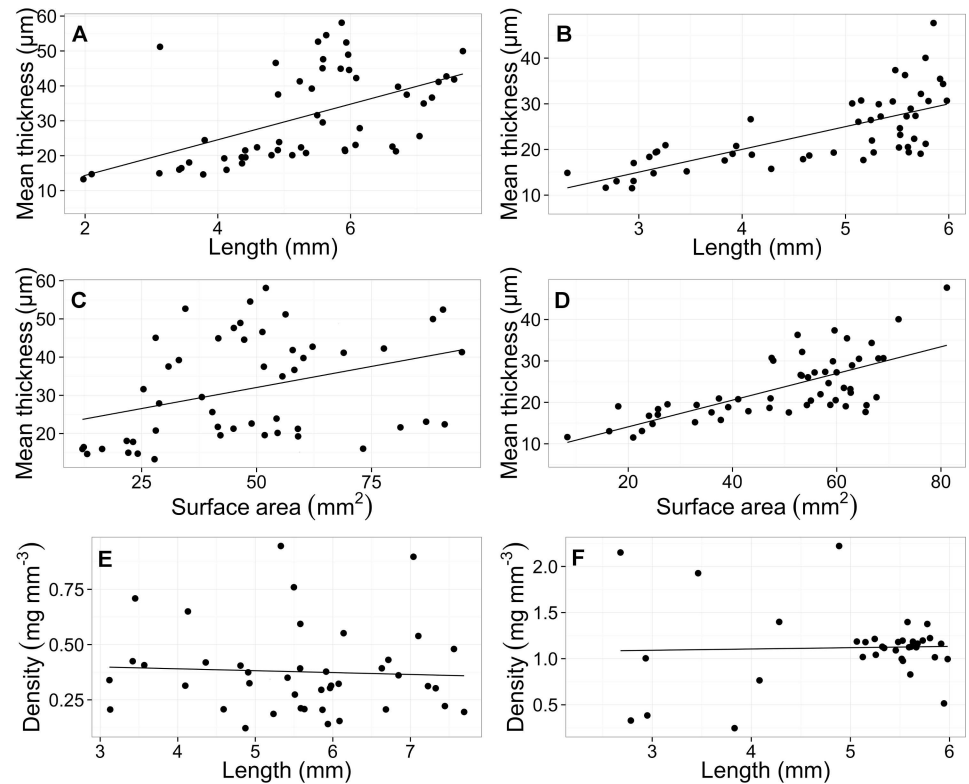 A
Mean thickness (µm)
60
50
40
30
20
10
2
4
6
Length (mm)
B
Mean thickness (µm)
40
30
20
10
3
4
5
6
Length (mm)
C
Mean thickness (µm)
60
50
40
30
20
25
50
75
Surface area (mm²)
D
Mean thickness (µm)
40
30
20
10
20
40
60
80
Surface area (mm²)
E
Density (mg mm⁻³)
0.75
0.50
0.25
3
4
5
6
7
Length (mm)
F
Density (mg mm⁻³)
2.0
1.5
1.0
0.5
3
4
5
6
Length (mm)